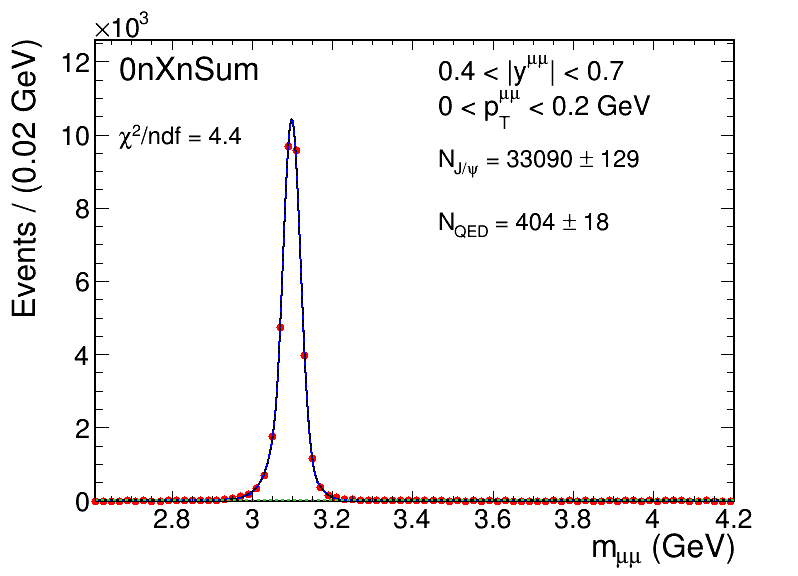 ×10³
0nXnSum
0.4 < |y^μμ| < 0.7
0 < p_T^μμ < 0.2 GeV
χ²/ndf = 4.4
N_J/ψ = 33090 ± 129
N_QED = 404 ± 18
Events / (0.02 GeV)
12
10
8
6
4
2
0
2.8 3 3.2 3.4 3.6 3.8 4 4.2
m_μμ (GeV)